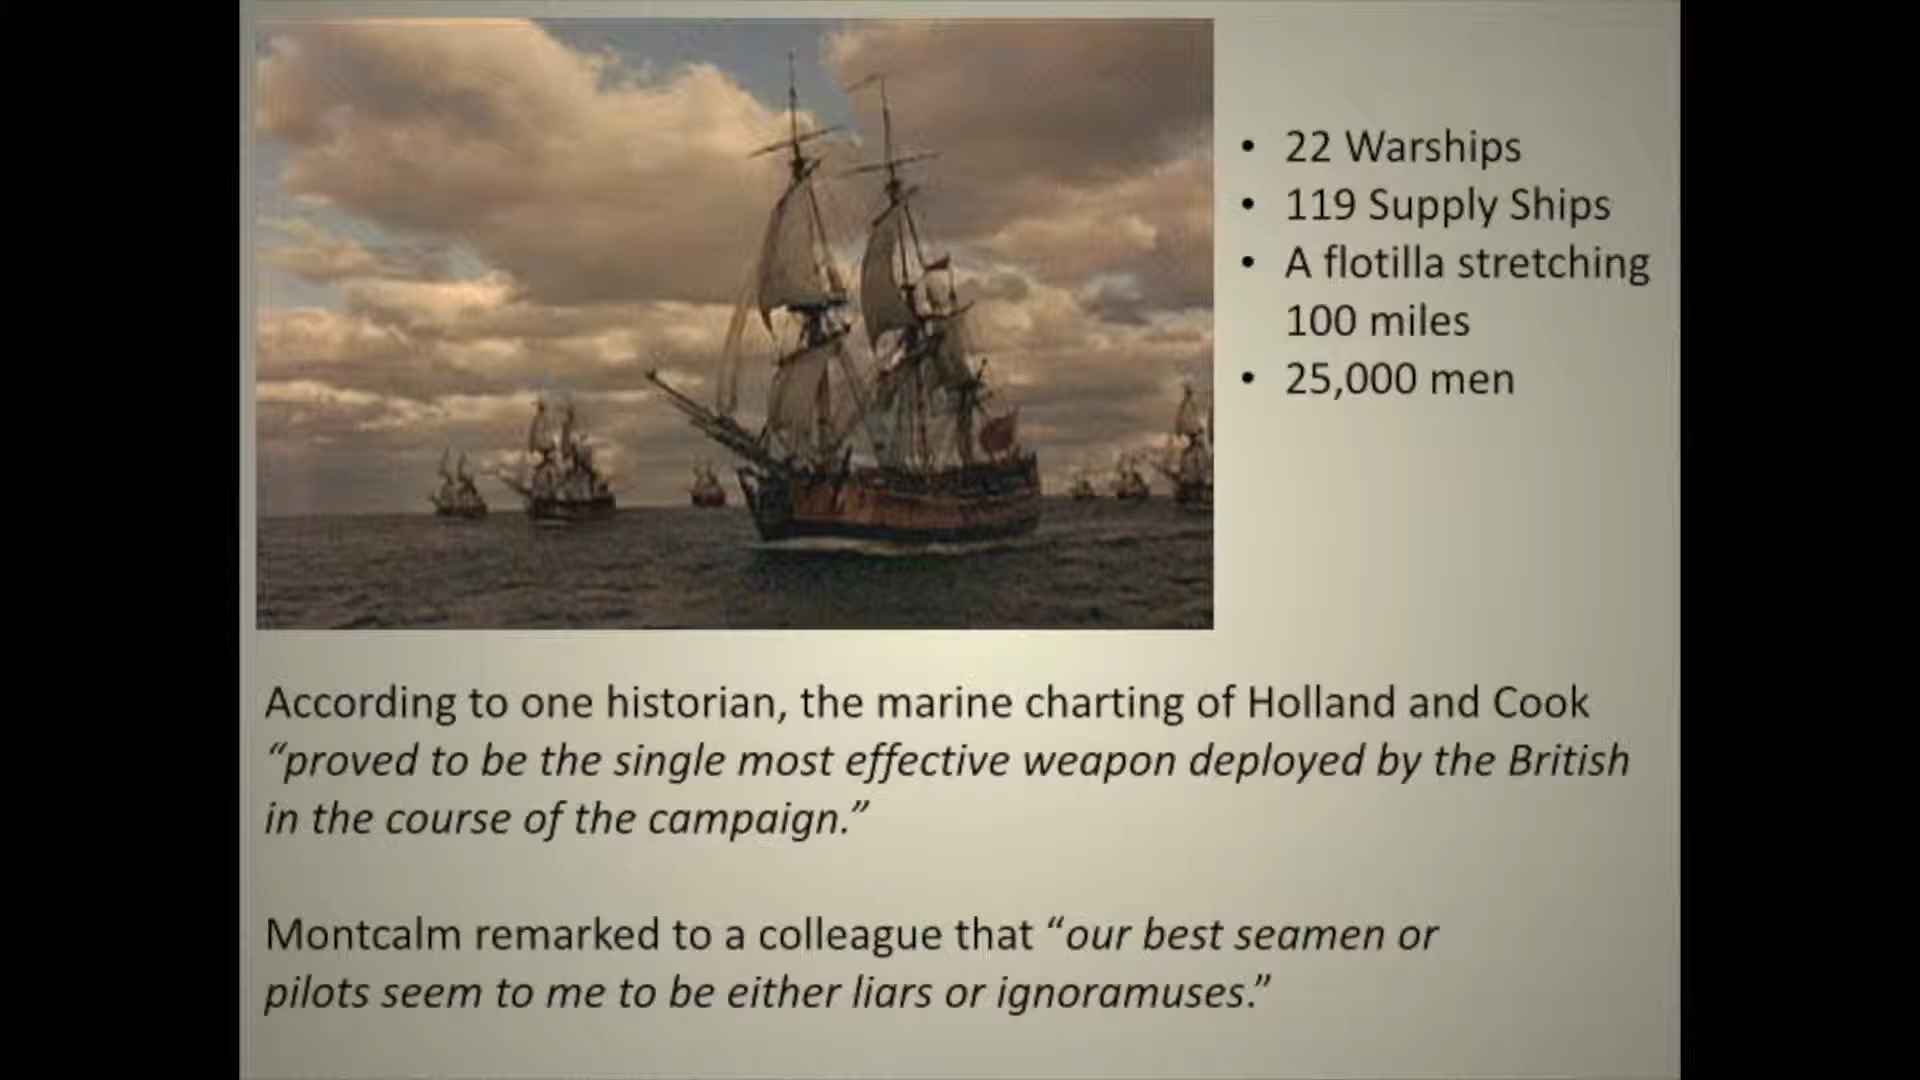 • 22 Warships
• 119 Supply Ships
• A flotilla stretching
100 miles
• 25,000 men
According to one historian, the marine charting of Holland and Cook
“proved to be the single most effective weapon deployed by the British
in the course of the campaign.”
Montcalm remarked to a colleague that “our best seamen or
pilots seem to me to be either liars or ignoramuses.”